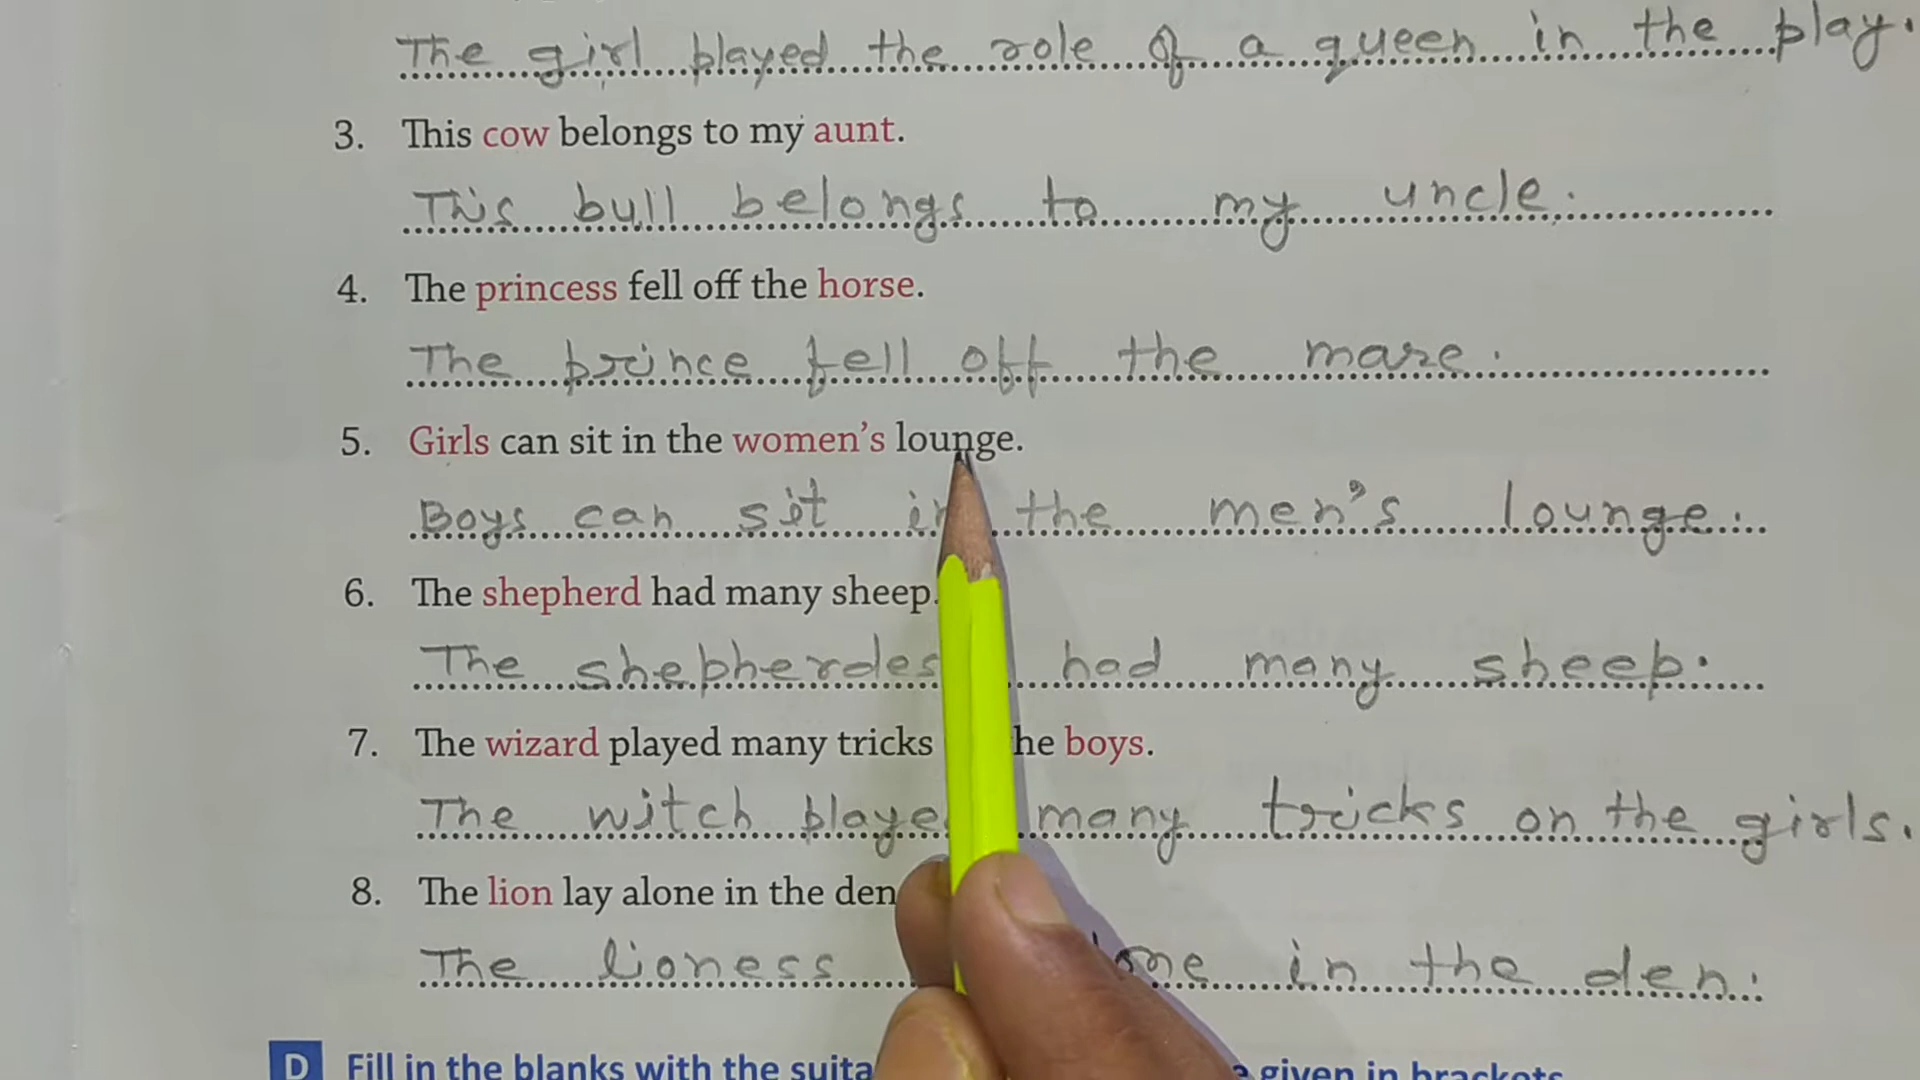 The girl played the role of a queen in the play.
3. This cow belongs to my aunt.
This bull belongs to my uncle.
4. The princess fell off the horse.
The prince fell off the mare.
5. Girls can sit in the women's lounge.
Boys can sit in the men's lounge.
6. The shepherd had many sheep.
The shepherdes had many sheep.
7. The wizard played many tricks he boys.
The witch playe many tricks on the girls.
8. The lion lay alone in the den
The lioness one in the den.
D Fill in the blanks with the suita given in brackets